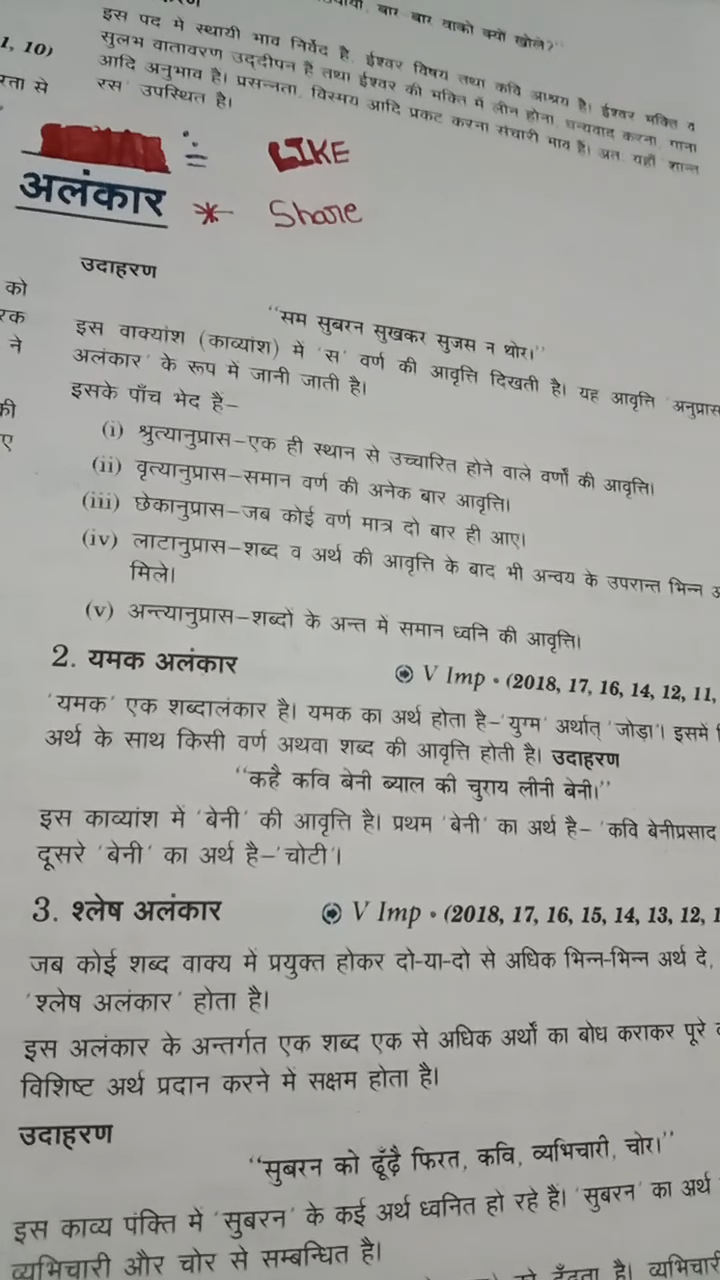 बार बार वाको क्यों खोले?''
इस पद मे स्थायी भाव निर्वेद है, ईश्वर विषय तथा कवि आश्रय है। ईश्वर भक्ति व
1, 10)
सुलभ वातावरण उद्दीपन है तथा ईश्वर की भक्ति में लीन होना, धन्यवाद करना, गाना
रता से
आदि अनुभाव है। प्रसन्नता, विस्मय आदि प्रकट करना संचारी भाव है। अत यहाँ शान्त
रस उपस्थित है।
LIKE
अलंकार
Share
उदाहरण
को
''सम सुबरन सुखकर सुजस न थोर।''
रक
इस वाक्यांश (काव्यांश) में 'स' वर्ण की आवृत्ति दिखती है। यह आवृत्ति 'अनुप्रास
ने
अलंकार' के रूप में जानी जाती है।
इसके पाँच भेद हैं–
की
(i) श्रुत्यानुप्रास–एक ही स्थान से उच्चारित होने वाले वर्णों की आवृत्ति।
ए
(ii) वृत्यानुप्रास–समान वर्ण की अनेक बार आवृत्ति।
(iii) छेकानुप्रास–जब कोई वर्ण मात्र दो बार ही आए।
(iv) लाटानुप्रास–शब्द व अर्थ की आवृत्ति के बाद भी अन्वय के उपरान्त भिन्न
मिले।
(v) अन्त्यानुप्रास–शब्दों के अन्त में समान ध्वनि की आवृत्ति।
2. यमक अलंकार
V Imp • (2018, 17, 16, 14, 12, 11,
'यमक' एक शब्दालंकार है। यमक का अर्थ होता है–'युग्म' अर्थात् 'जोड़ा'। इसमें
अर्थ के साथ किसी वर्ण अथवा शब्द की आवृत्ति होती है। उदाहरण
''कहै कवि बेनी ब्याल की चुराय लीनी बेनी।''
इस काव्यांश में 'बेनी' की आवृत्ति है। प्रथम 'बेनी' का अर्थ है– 'कवि बेनीप्रसाद
दूसरे 'बेनी' का अर्थ है–'चोटी'।
3. श्लेष अलंकार
V Imp • (2018, 17, 16, 15, 14, 13, 12, 1
जब कोई शब्द वाक्य में प्रयुक्त होकर दो-या-दो से अधिक भिन्न-भिन्न अर्थ दे,
'श्लेष अलंकार' होता है।
इस अलंकार के अन्तर्गत एक शब्द एक से अधिक अर्थों का बोध कराकर पूरे
विशिष्ट अर्थ प्रदान करने में सक्षम होता है।
उदाहरण
''सुबरन को ढूँढ़ै फिरत, कवि, व्यभिचारी, चोर।''
इस काव्य पंक्ति में 'सुबरन' के कई अर्थ ध्वनित हो रहे हैं। 'सुबरन' का अर्थ
व्यभिचारी और चोर से सम्बन्धित है।
ढूँढता है। व्यभिचारी